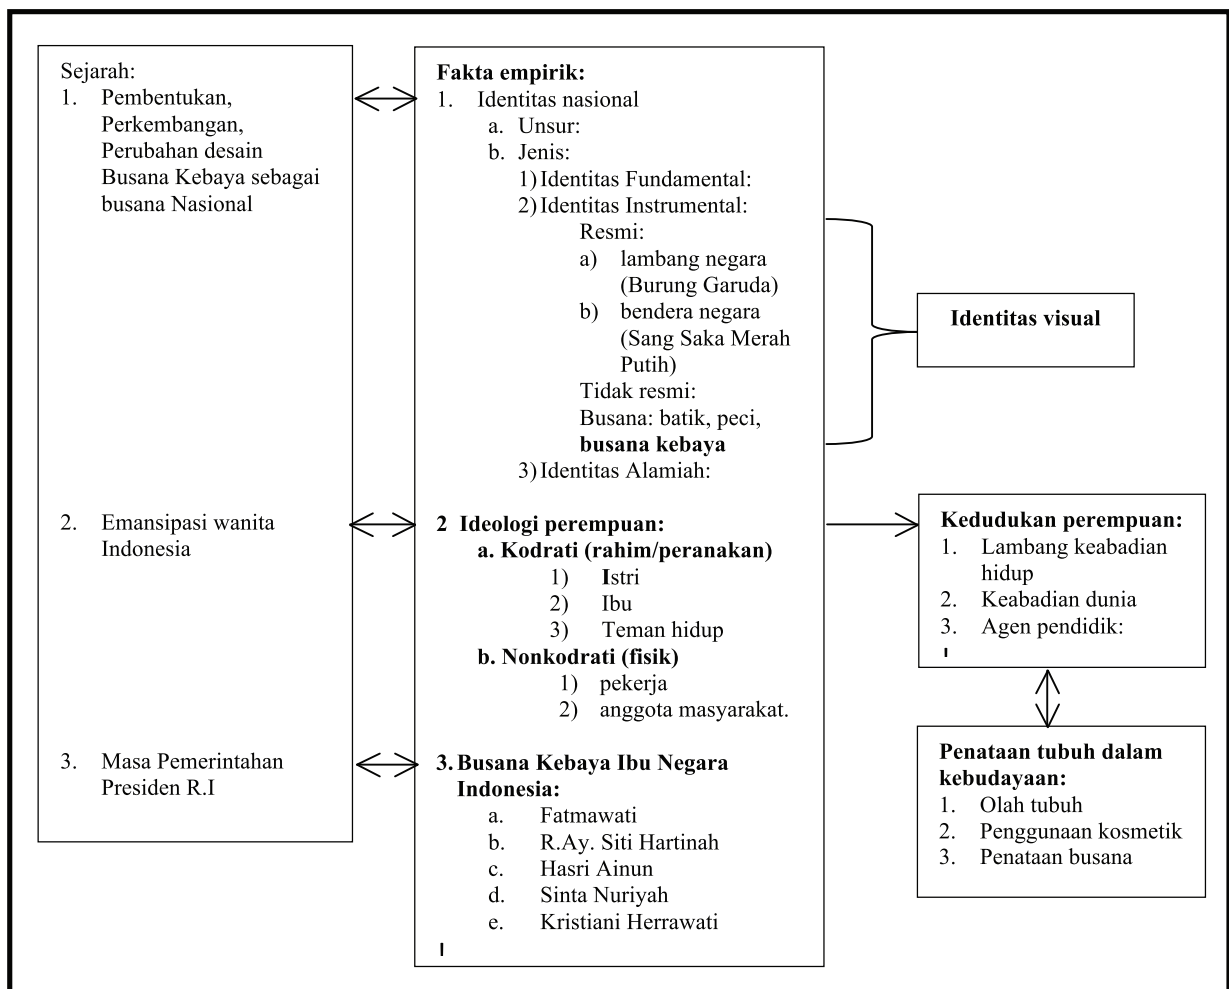 Sejarah:
1. Pembentukan,
Perkembangan,
Perubahan desain
Busana Kebaya sebagai
busana Nasional
2. Emansipasi wanita
Indonesia
3. Masa Pemerintahan
Presiden R.I
Fakta empirik:
1. Identitas nasional
a. Unsur:
b. Jenis:
1) Identitas Fundamental:
2) Identitas Instrumental:
Resmi:
a) lambang negara
(Burung Garuda)
b) bendera negara
(Sang Saka Merah
Putih)
Tidak resmi:
Busana: batik, peci,
busana kebaya
3) Identitas Alamiah:
2 Ideologi perempuan:
a. Kodrati (rahim/peranakan)
1) Istri
2) Ibu
3) Teman hidup
b. Nonkodrati (fisik)
1) pekerja
2) anggota masyarakat.
3. Busana Kebaya Ibu Negara
Indonesia:
a. Fatmawati
b. R.Ay. Siti Hartinah
c. Hasri Ainun
d. Sinta Nuriyah
e. Kristiani Herrawati
Identitas visual
Kedudukan perempuan:
1. Lambang keabadian
hidup
2. Keabadian dunia
3. Agen pendidik:
Penataan tubuh dalam
kebudayaan:
1. Olah tubuh
2. Penggunaan kosmetik
3. Penataan busana